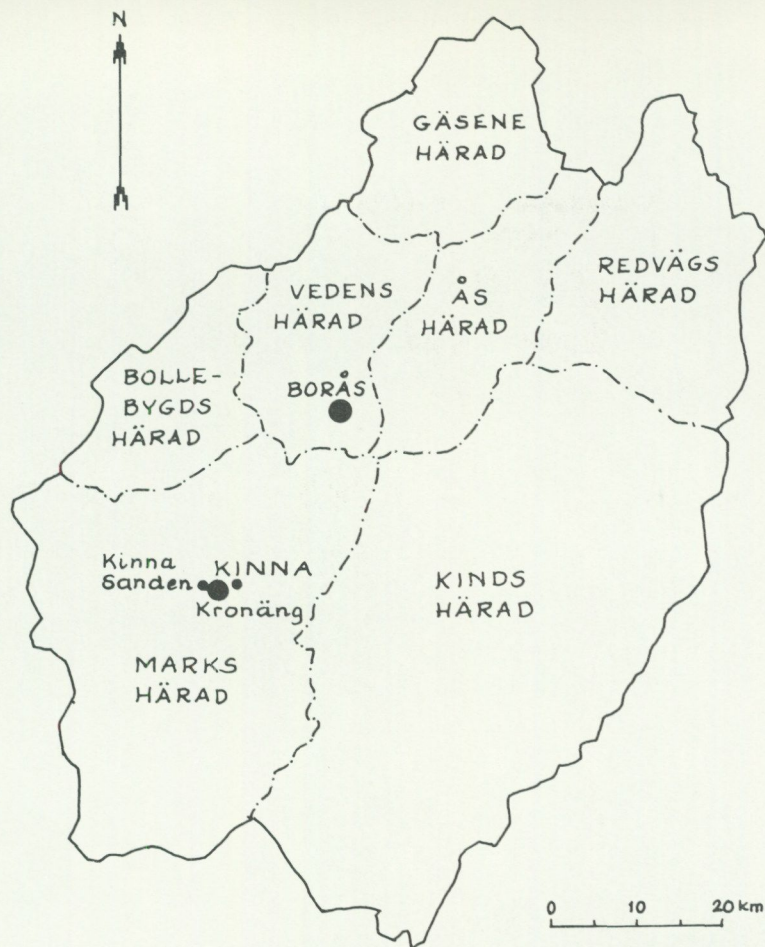 N
GÄSENE
HÄRAD
REDVÄGS
HÄRAD
VEDENS
HÄRAD
ÅS
HÄRAD
BOLLE-
BYGDS
HÄRAD
BORÅS
Kinna
Sanden
KINNA
Kronäng
KINDS
HÄRAD
MARKS
HÄRAD
0 10 20 km